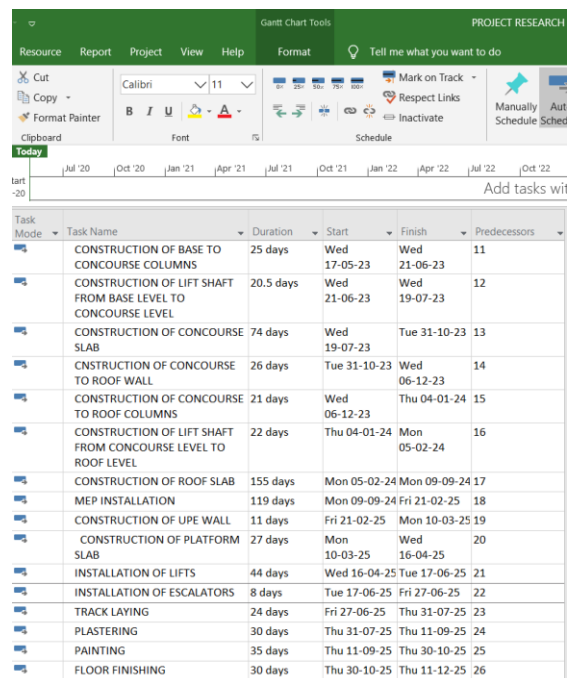 Gantt Chart Tools
PROJECT RESEARCH
Resource Report Project View Help Format Tell me what you want to do
Cut
Copy
Format Painter
Clipboard
Calibri 11
B I U A
Font
0× 25× 50× 75× 100×
Mark on Track
Respect Links
Inactivate
Schedule
Manually
Schedule
Aut
Sched
Today
Jul '20 Oct '20 Jan '21 Apr '21 Jul '21 Oct '21 Jan '22 Apr '22 Jul '22 Oct '22
tart
-20
Add tasks wit
Task
Mode Task Name Duration Start Finish Predecessors
CONSTRUCTION OF BASE TO 25 days Wed Wed 11
CONCOURSE COLUMNS 17-05-23 21-06-23
CONSTRUCTION OF LIFT SHAFT 20.5 days Wed Wed 12
FROM BASE LEVEL TO 21-06-23 19-07-23
CONCOURSE LEVEL
CONSTRUCTION OF CONCOURSE 74 days Wed Tue 31-10-23 13
SLAB 19-07-23
CNSTRUCTION OF CONCOURSE 26 days Tue 31-10-23 Wed 14
TO ROOF WALL 06-12-23
CONSTRUCTION OF CONCOURSE 21 days Wed Thu 04-01-24 15
TO ROOF COLUMNS 06-12-23
CONSTRUCTION OF LIFT SHAFT 22 days Thu 04-01-24 Mon 16
FROM CONCOURSE LEVEL TO 05-02-24
ROOF LEVEL
CONSTRUCTION OF ROOF SLAB 155 days Mon 05-02-24 Mon 09-09-24 17
MEP INSTALLATION 119 days Mon 09-09-24 Fri 21-02-25 18
CONSTRUCTION OF UPE WALL 11 days Fri 21-02-25 Mon 10-03-25 19
CONSTRUCTION OF PLATFORM 27 days Mon Wed 20
SLAB 10-03-25 16-04-25
INSTALLATION OF LIFTS 44 days Wed 16-04-25 Tue 17-06-25 21
INSTALLATION OF ESCALATORS 8 days Tue 17-06-25 Fri 27-06-25 22
TRACK LAYING 24 days Fri 27-06-25 Thu 31-07-25 23
PLASTERING 30 days Thu 31-07-25 Thu 11-09-25 24
PAINTING 35 days Thu 11-09-25 Thu 30-10-25 25
FLOOR FINISHING 30 days Thu 30-10-25 Thu 11-12-25 26